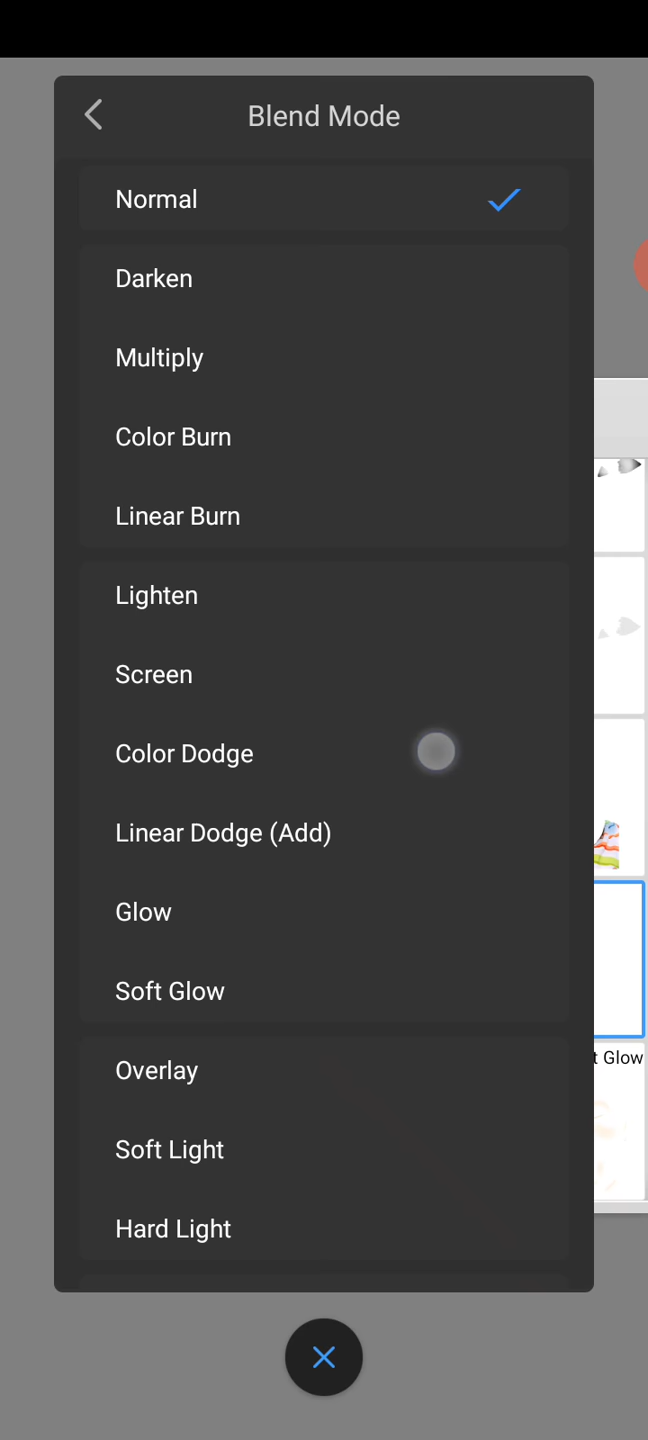 Blend Mode
Normal
Darken
Multiply
Color Burn
Linear Burn
Lighten
Screen
Color Dodge
Linear Dodge (Add)
Glow
Soft Glow
t Glow
Overlay
Soft Light
Hard Light